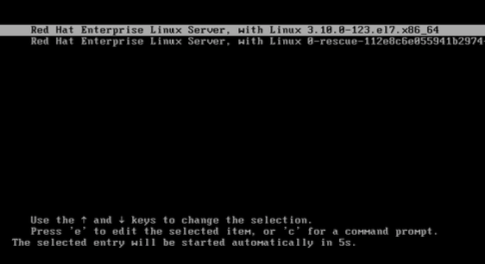 Red Hat Enterprise Linux Server, with Linux 3.10.0-123.el7.x86_64
Red Hat Enterprise Linux Server, with Linux 0-rescue-112e8c6e055941b2974-
Use the ↑ and ↓ keys to change the selection.
Press 'e' to edit the selected item, or 'c' for a command prompt.
The selected entry will be started automatically in 5s.